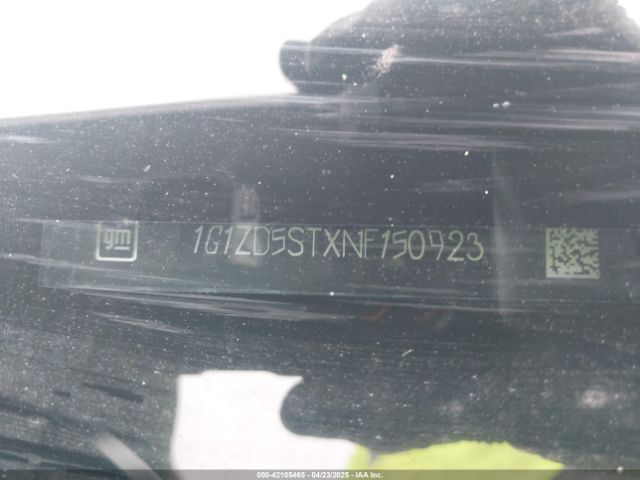 gm 1G1ZD5STXNF150923
000-42105465 - 04/23/2025 - IAA Inc.